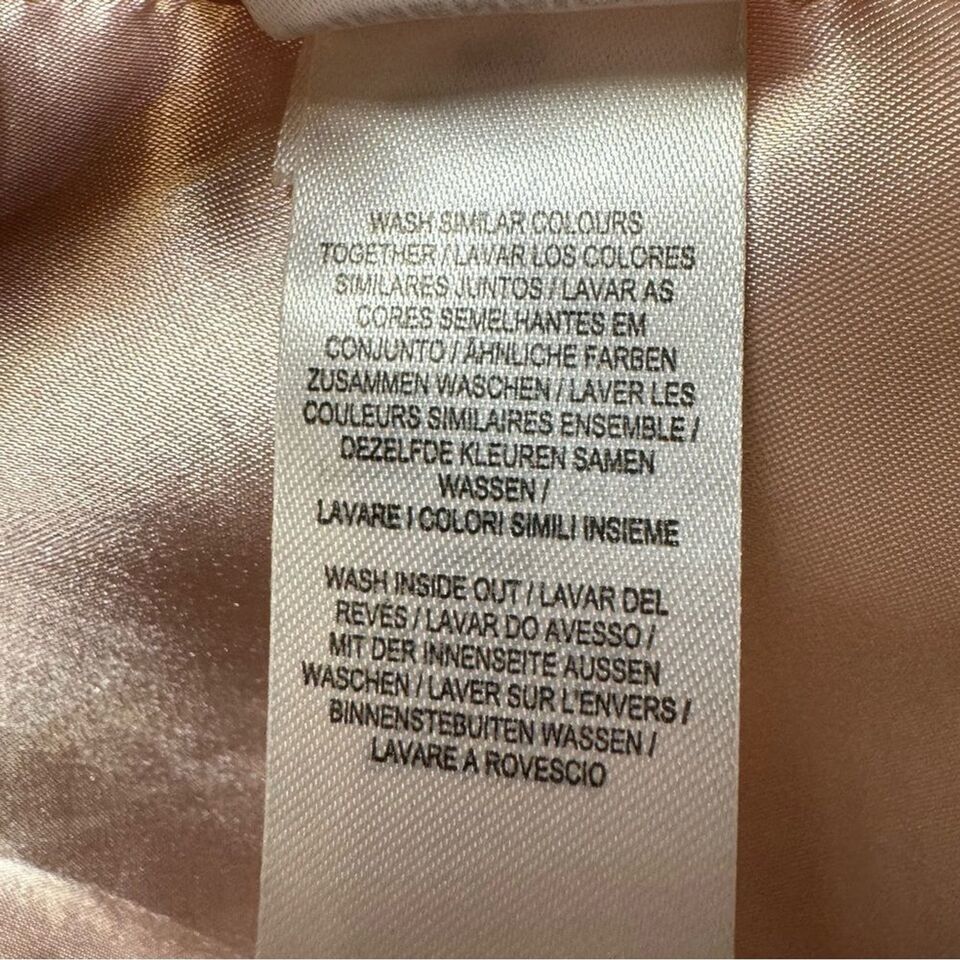 WASH SIMILAR COLOURS
TOGETHER / LAVAR LOS COLORES
SIMILARES JUNTOS / LAVAR AS
CORES SEMELHANTES EM
CONJUNTO / ÄHNLICHE FARBEN
ZUSAMMEN WASCHEN / LAVER LES
COULEURS SIMILAIRES ENSEMBLE /
DEZELFDE KLEUREN SAMEN
WASSEN /
LAVARE I COLORI SIMILI INSIEME
WASH INSIDE OUT / LAVAR DEL
REVÉS / LAVAR DO AVESSO /
MIT DER INNENSEITE AUSSEN
WASCHEN / LAVER SUR L'ENVERS /
BINNENSTEBUITEN WASSEN /
LAVARE A ROVESCIO